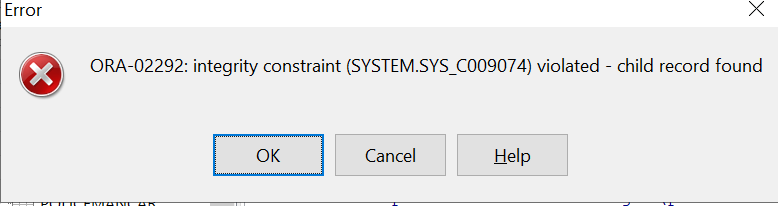 Error
ORA-02292: integrity constraint (SYSTEM.SYS_C009074) violated - child record found
OK
Cancel
Help